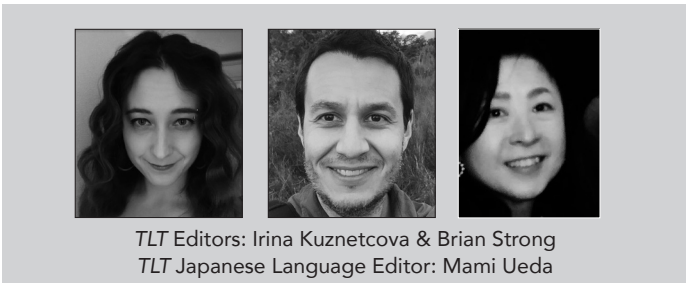 TLT Editors: Irina Kuznetcova & Brian Strong
TLT Japanese Language Editor: Mami Ueda